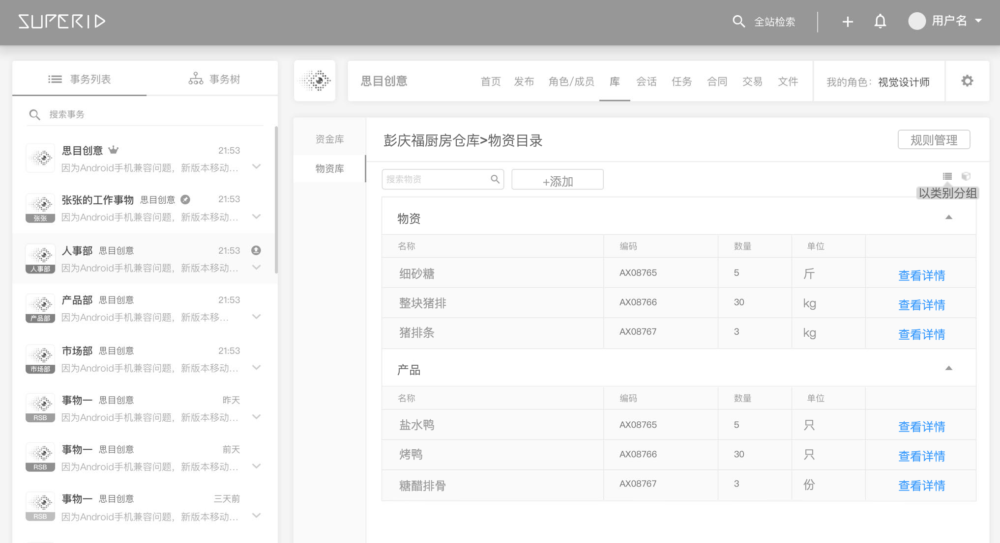 SUPERID
全站检索
用户名
事务列表
事务树
搜索事务
思目创意 21:53
因为Android手机兼容问题，新版本移动...
张张的工作事物 思目创意 21:53
因为Android手机兼容问题，新版本移动...
张张
人事部 思目创意 21:53
因为Android手机兼容问题，新版本移动...
人事部
产品部 思目创意 21:53
因为Android手机兼容问题，新版本移...
产品部
市场部 思目创意 21:53
因为Android手机兼容问题，新版本移动...
市场部
事物一 思目创意 昨天
因为Android手机兼容问题，新版本移动...
RSB
事物一 思目创意 前天
因为Android手机兼容问题，新版本移动...
RSB
事物一 思目创意 三天前
因为Android手机兼容问题，新版本移动...
RSB
思目创意
首页 发布 角色/成员 库 会话 任务 合同 交易 文件
我的角色：视觉设计师
资金库
物资库
彭庆福厨房仓库>物资目录
规则管理
搜索物资
+添加
以类别分组
物资
名称 编码 数量 单位
细砂糖 AX08765 5 斤 查看详情
整块猪排 AX08766 30 kg 查看详情
猪排条 AX08767 3 kg 查看详情
产品
名称 编码 数量 单位
盐水鸭 AX08765 5 只 查看详情
烤鸭 AX08766 30 只 查看详情
糖醋排骨 AX08767 3 份 查看详情